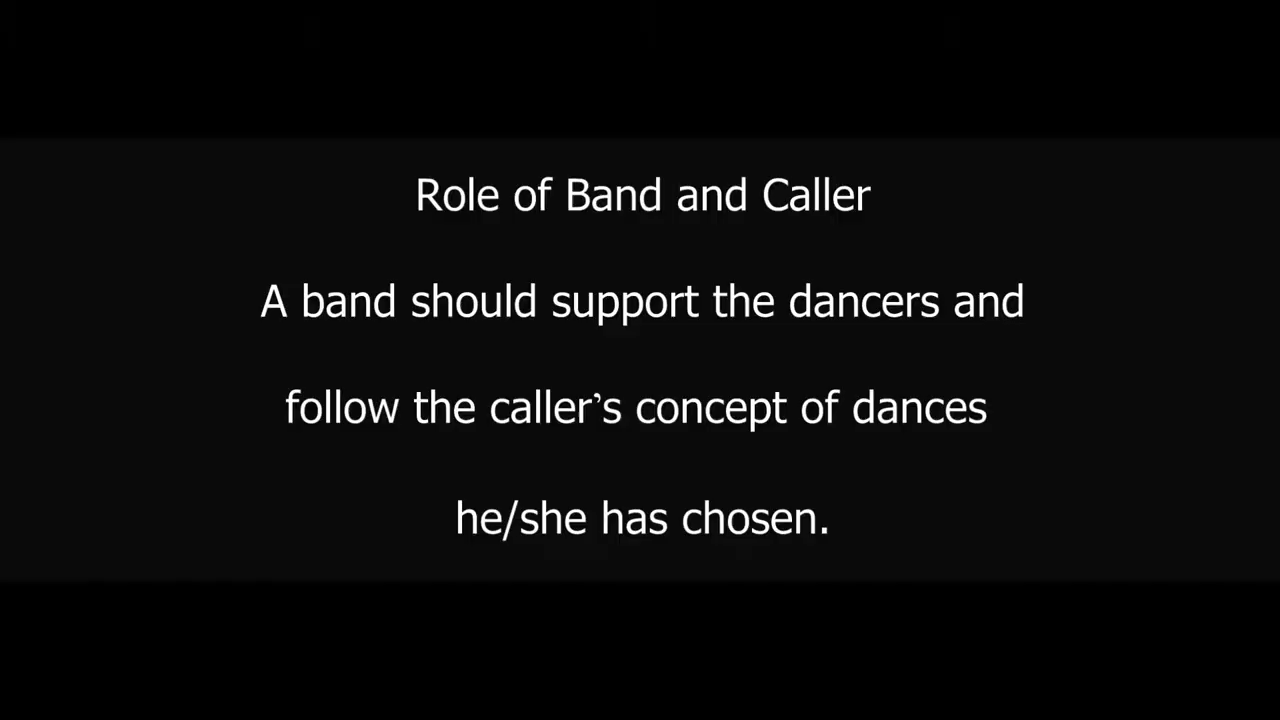 Role of Band and Caller
A band should support the dancers and
follow the caller’s concept of dances
he/she has chosen.